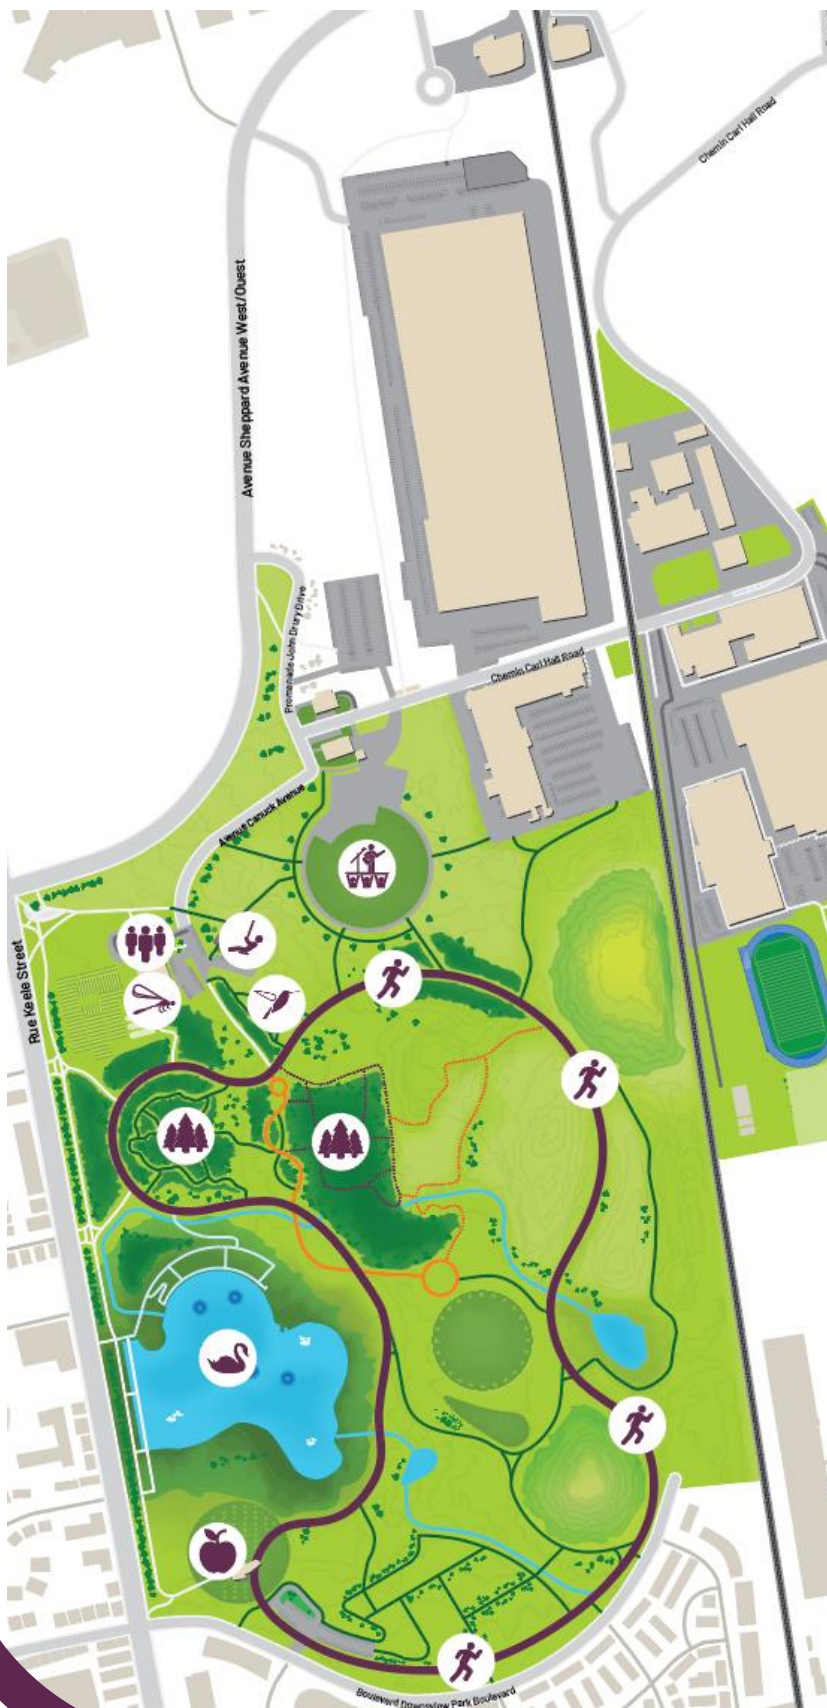 Chemin Carl Hall Road
Avenue Sheppard Avenue West/Ouest
Promenade John Drury Drive
Chemin Carl Hall Road
Avenue Canuck Avenue
Rue Keele Street
Boulevard Downsview Park Boulevard